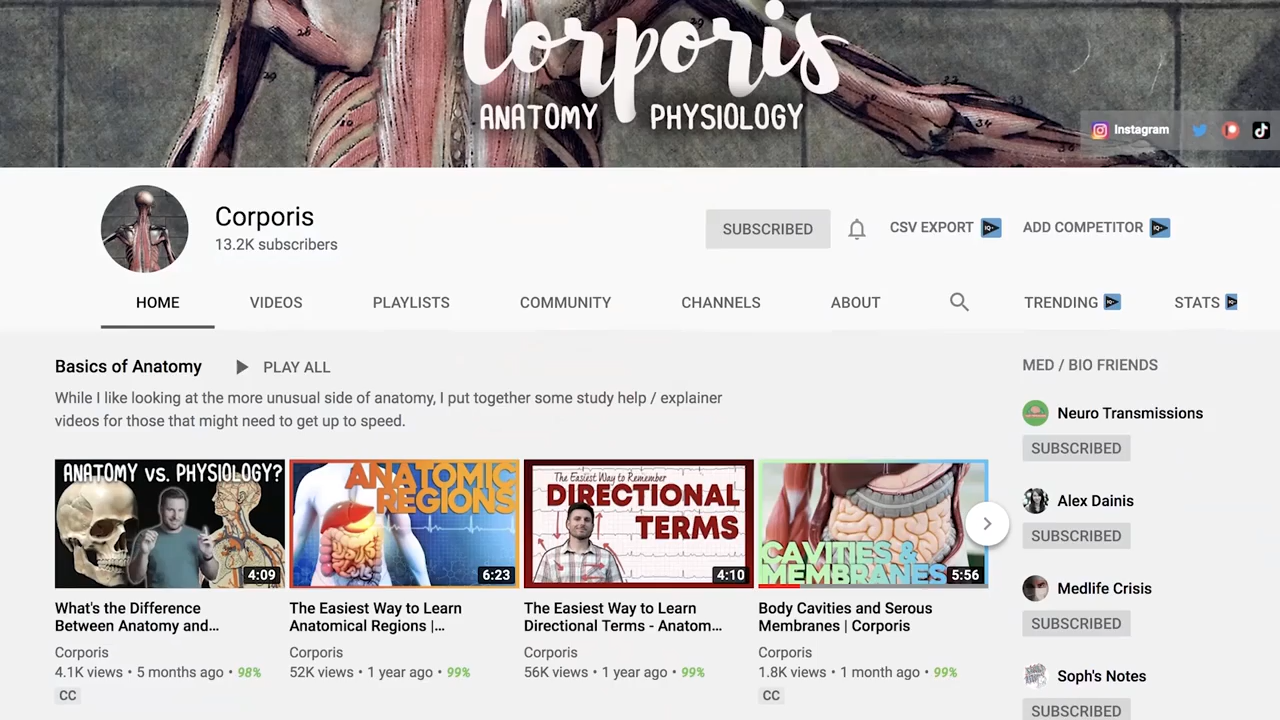 Corporis
ANATOMY PHYSIOLOGY
Instagram
Corporis
13.2K subscribers
SUBSCRIBED
CSV EXPORT
ADD COMPETITOR
HOME
VIDEOS
PLAYLISTS
COMMUNITY
CHANNELS
ABOUT
TRENDING
STATS
Basics of Anatomy
PLAY ALL
While I like looking at the more unusual side of anatomy, I put together some study help / explainer
videos for those that might need to get up to speed.
ANATOMY VS. PHYSIOLOGY?
4:09
What's the Difference
Between Anatomy and...
Corporis
4.1K views • 5 months ago • 98%
CC
ANATOMIC
REGIONS
6:23
The Easiest Way to Learn
Anatomical Regions |...
Corporis
52K views • 1 year ago • 99%
The Easiest Way to Remember
DIRECTIONAL
TERMS
4:10
The Easiest Way to Learn
Directional Terms - Anatom...
Corporis
56K views • 1 year ago • 99%
CAVITIES &
MEMBRANES
5:56
Body Cavities and Serous
Membranes | Corporis
Corporis
1.8K views • 1 month ago • 99%
CC
MED / BIO FRIENDS
Neuro Transmissions
SUBSCRIBED
Alex Dainis
SUBSCRIBED
Medlife Crisis
SUBSCRIBED
Soph's Notes
SUBSCRIBED